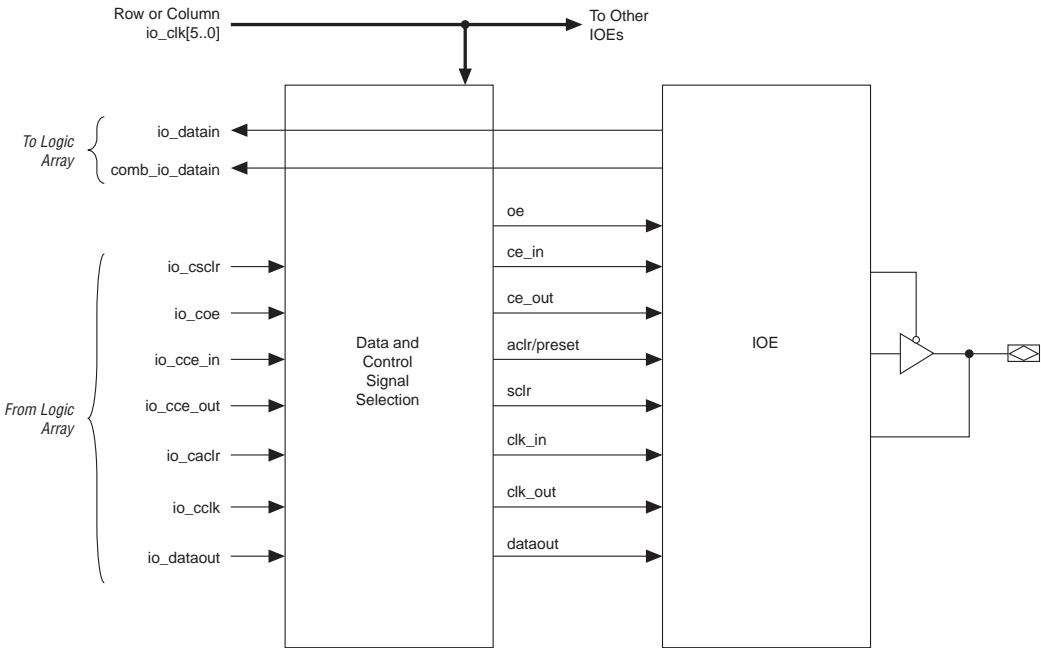 Row or Column
io_clk[5..0]
To Other
IOEs
To Logic
Array
io_datain
comb_io_datain
From Logic
Array
io_csclr
io_coe
io_cce_in
io_cce_out
io_caclr
io_cclk
io_dataout
Data and
Control
Signal
Selection
oe
ce_in
ce_out
aclr/preset
sclr
clk_in
clk_out
dataout
IOE